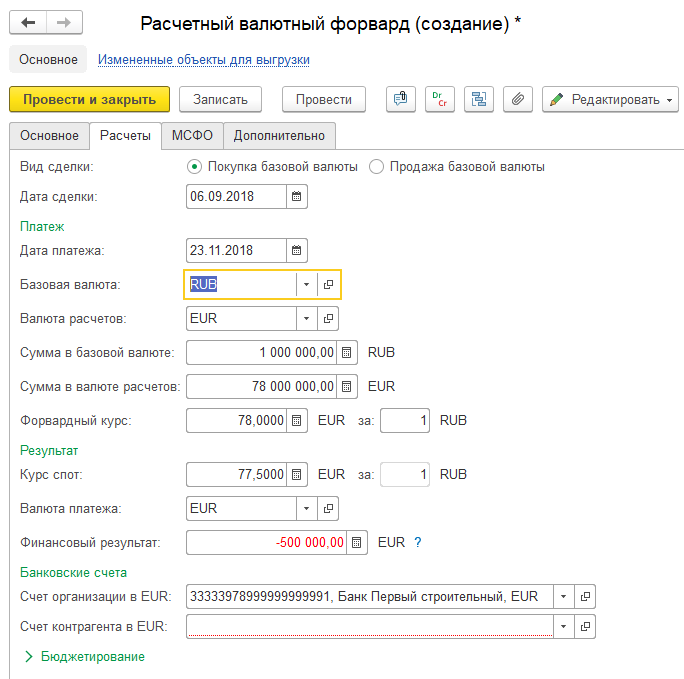 Расчетный валютный форвард (создание) *
Основное Измененные объекты для выгрузки
Провести и закрыть Записать Провести Dr Cr Редактировать
Основное Расчеты МСФО Дополнительно
Вид сделки: Покупка базовой валюты Продажа базовой валюты
Дата сделки: 06.09.2018
Платеж
Дата платежа: 23.11.2018
Базовая валюта: RUB
Валюта расчетов: EUR
Сумма в базовой валюте: 1 000 000,00 RUB
Сумма в валюте расчетов: 78 000 000,00 EUR
Форвардный курс: 78,0000 EUR за: 1 RUB
Результат
Курс спот: 77,5000 EUR за: 1 RUB
Валюта платежа: EUR
Финансовый результат: -500 000,00 EUR ?
Банковские счета
Счет организации в EUR: 33333978999999999991, Банк Первый строительный, EUR
Счет контрагента в EUR:
Бюджетирование